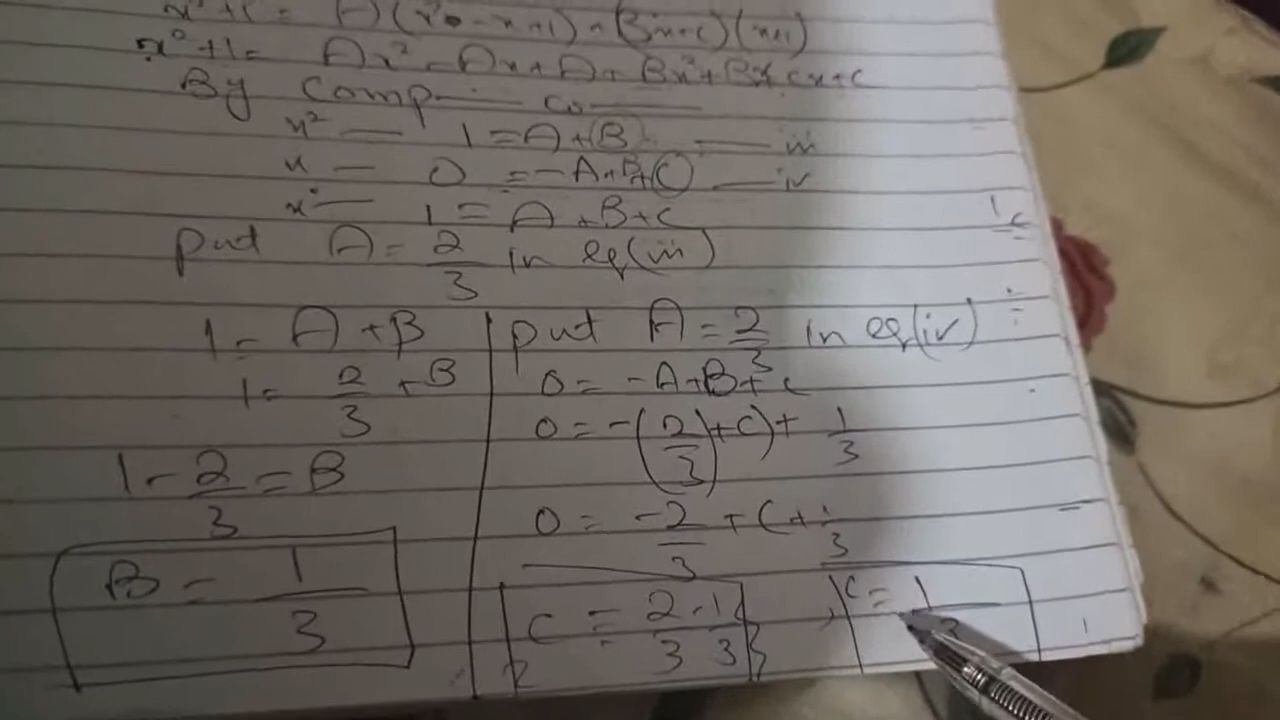 x²+1 = A(x²-x+1)+(Bx+c)(x+1)
x²+1= Ax²-Ax+A+Bx²+Bx+cx+c
By Comp— co—
x² — 1 = A+B — iii
x — 0 = -A+B+C — iv
x° — 1 = A+B+C
put A = 2/3 in eq(iii)
1 = A+B
1 = 2/3 + B
1 - 2/3 = B
B = 1/3
put A = 2/3 in eq(iv)
0 = -A+B+c
0 = -(2/3)+C)+ 1/3
0 = -2/3 + C + 1/3
C = 2/3 - 1/3
C = 1/3